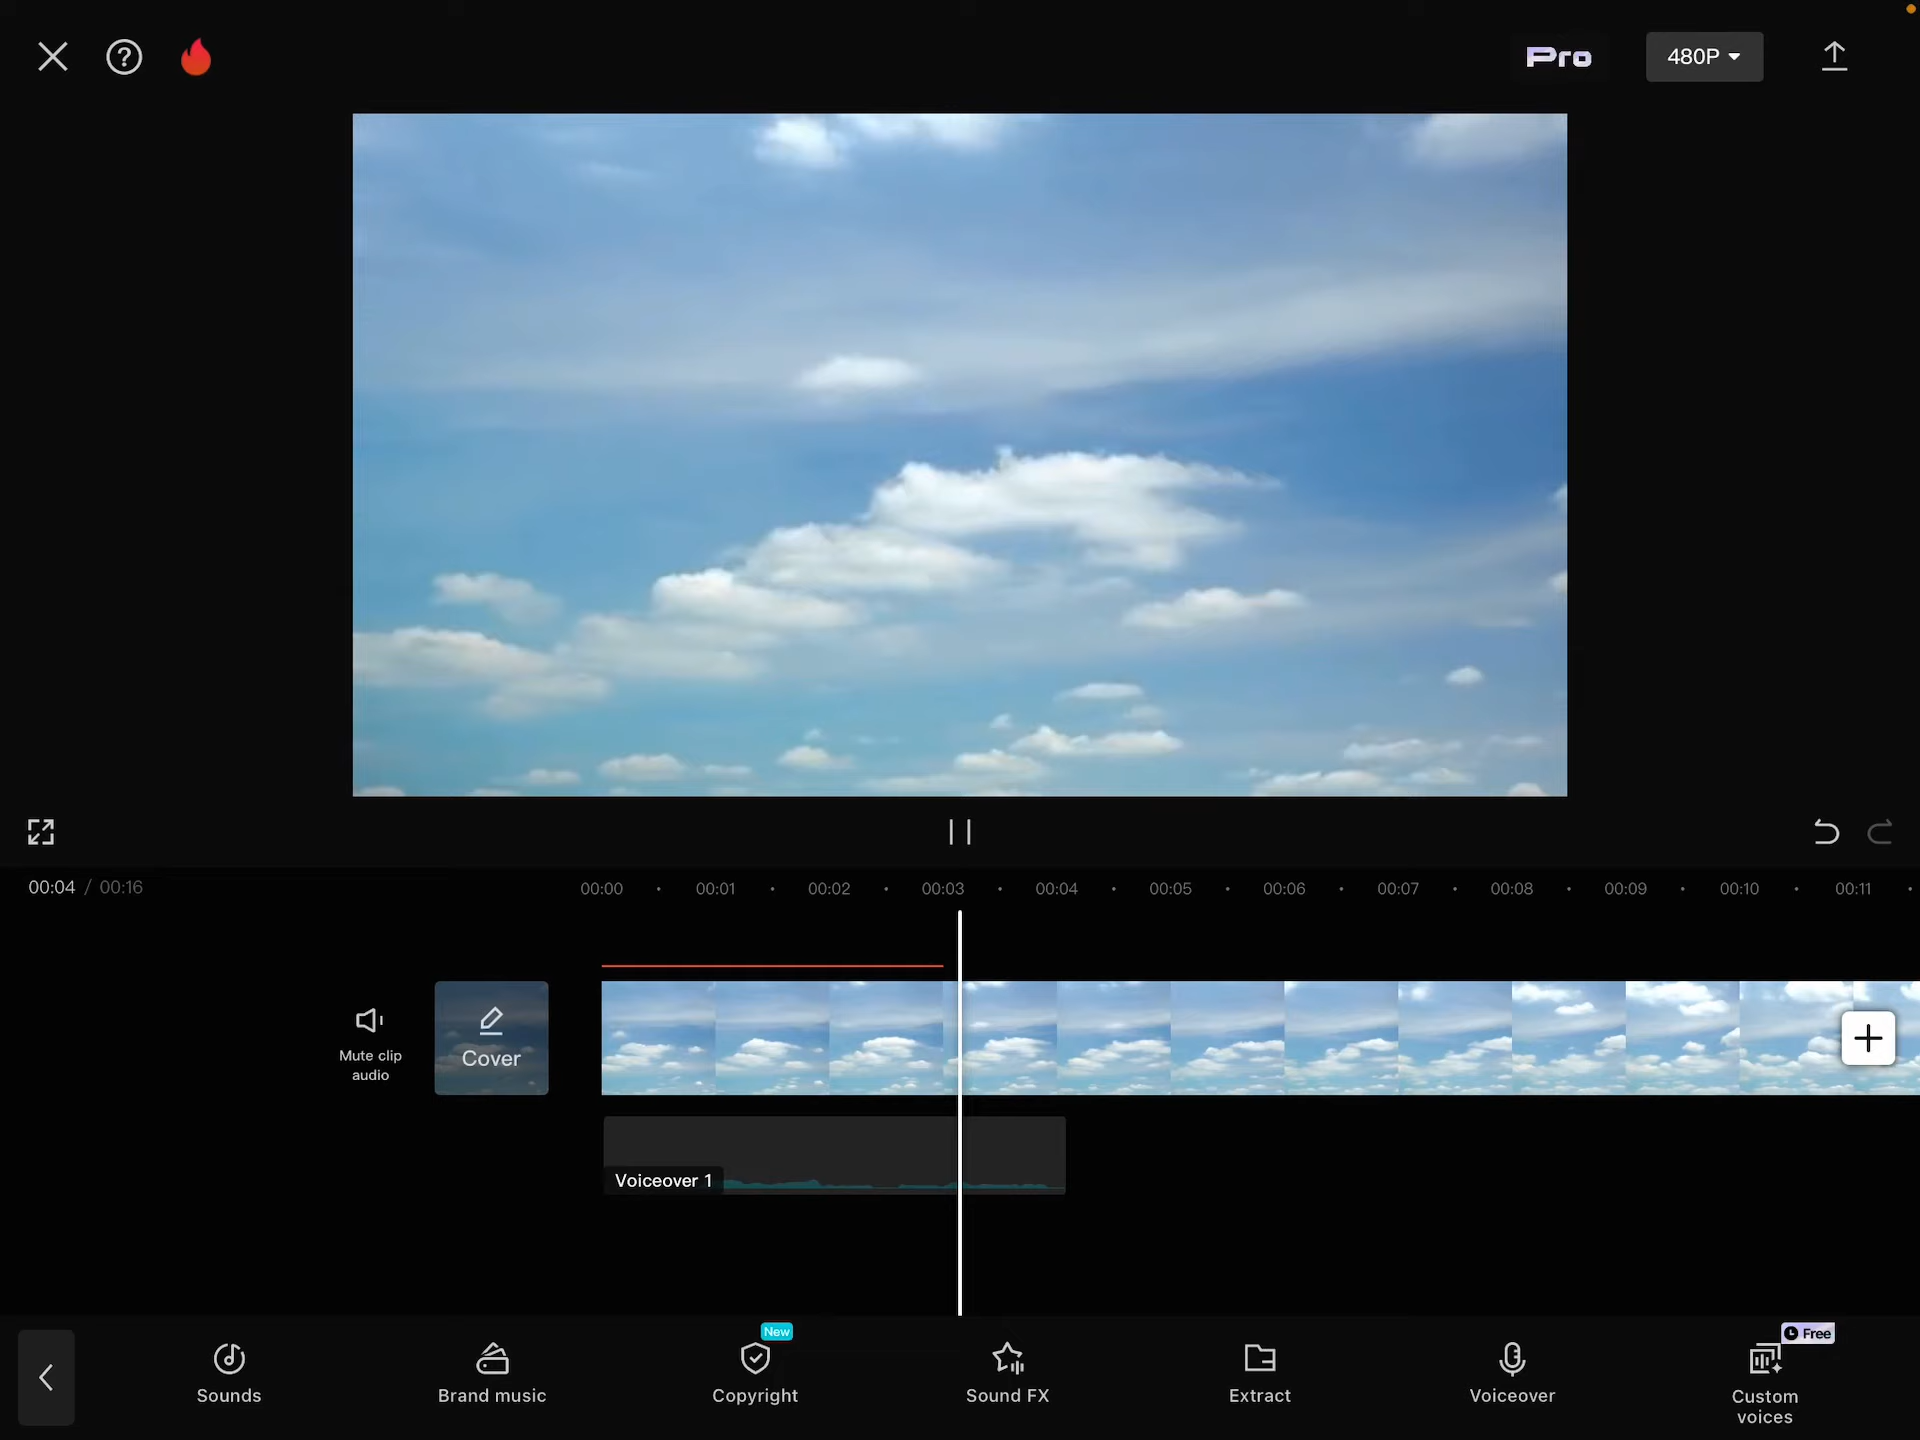 Pro
480P
00:04 / 00:16
00:00 00:01 00:02 00:03 00:04 00:05 00:06 00:07 00:08 00:09 00:10 00:11
Mute clip
audio
Cover
Voiceover 1
Sounds
Brand music
New
Copyright
Sound FX
Extract
Voiceover
Free
Custom
voices